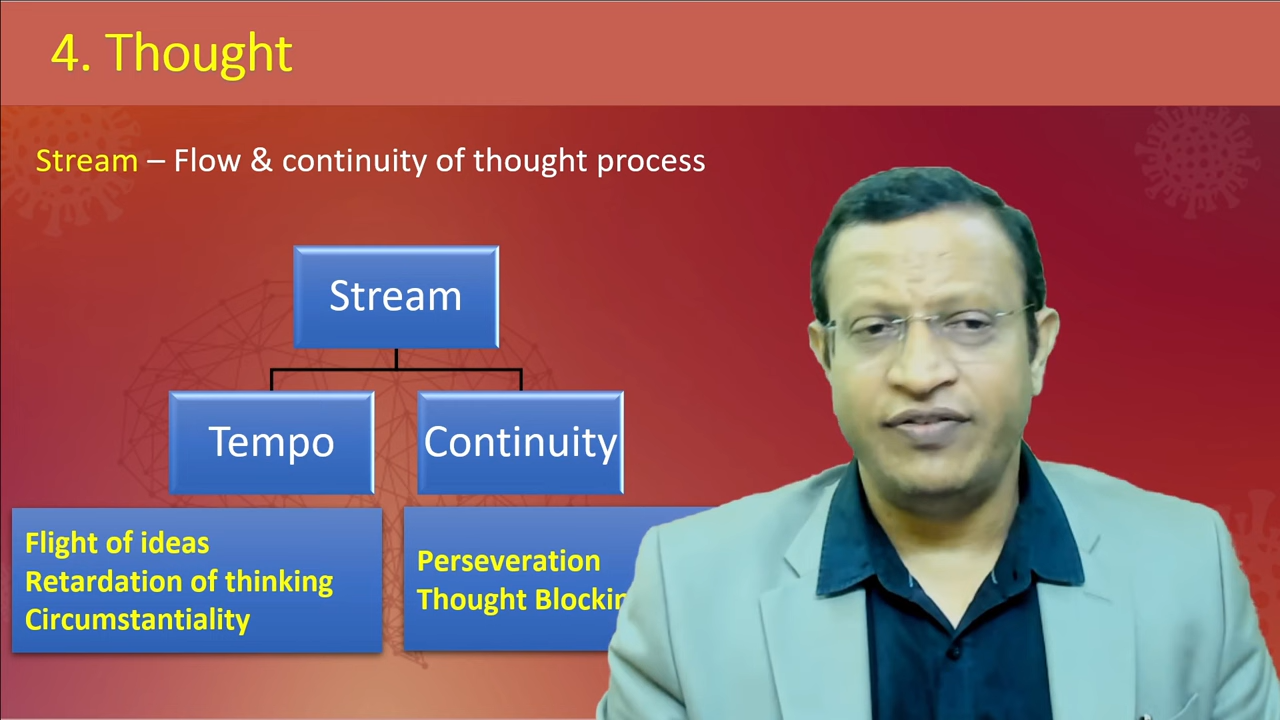 4. Thought
Stream – Flow & continuity of thought process
Stream
Tempo
Continuity
Flight of ideas
Retardation of thinking
Circumstantiality
Perseveration
Thought